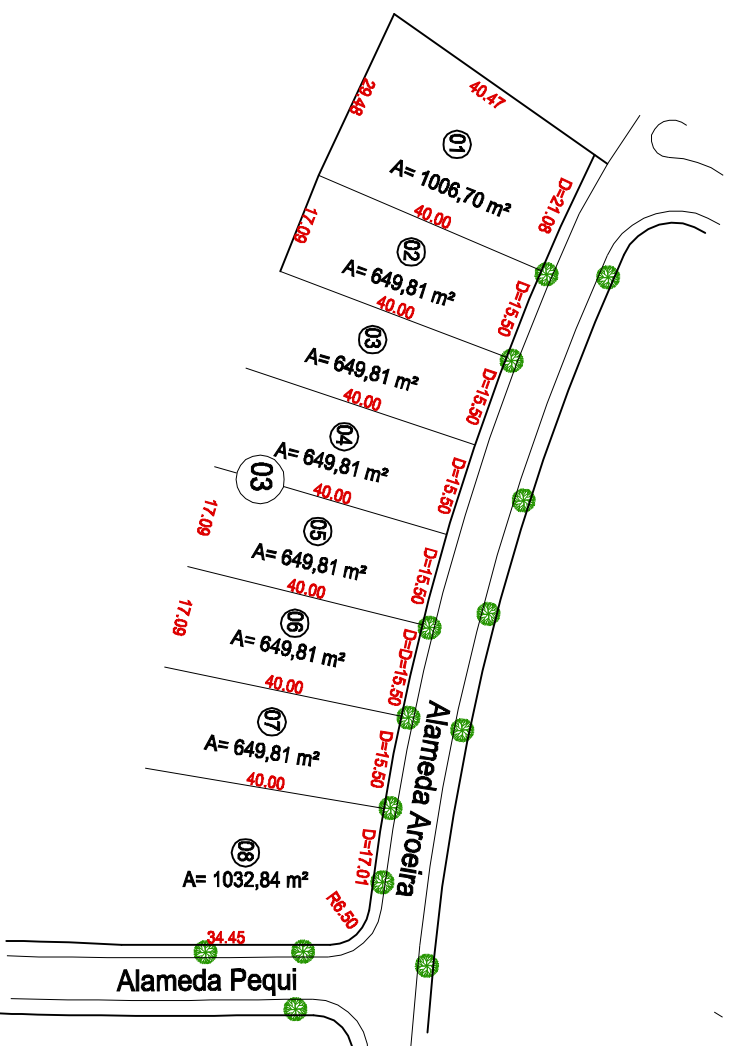 40.47
29.48
01
A= 1006,70 m²
D=21.08
40.00
17.09
02
A= 649,81 m²
D=15.50
40.00
03
A= 649,81 m²
D=15.50
40.00
04
A= 649,81 m²
D=15.50
03
40.00
17.09
05
A= 649,81 m²
D=15.50
40.00
17.09
06
A= 649,81 m²
D=D=15.50
40.00
07
A= 649,81 m²
D=15.50
40.00
Alameda Aroeira
08
A= 1032,84 m²
D=17.01
R6.50
34.45
Alameda Pequi